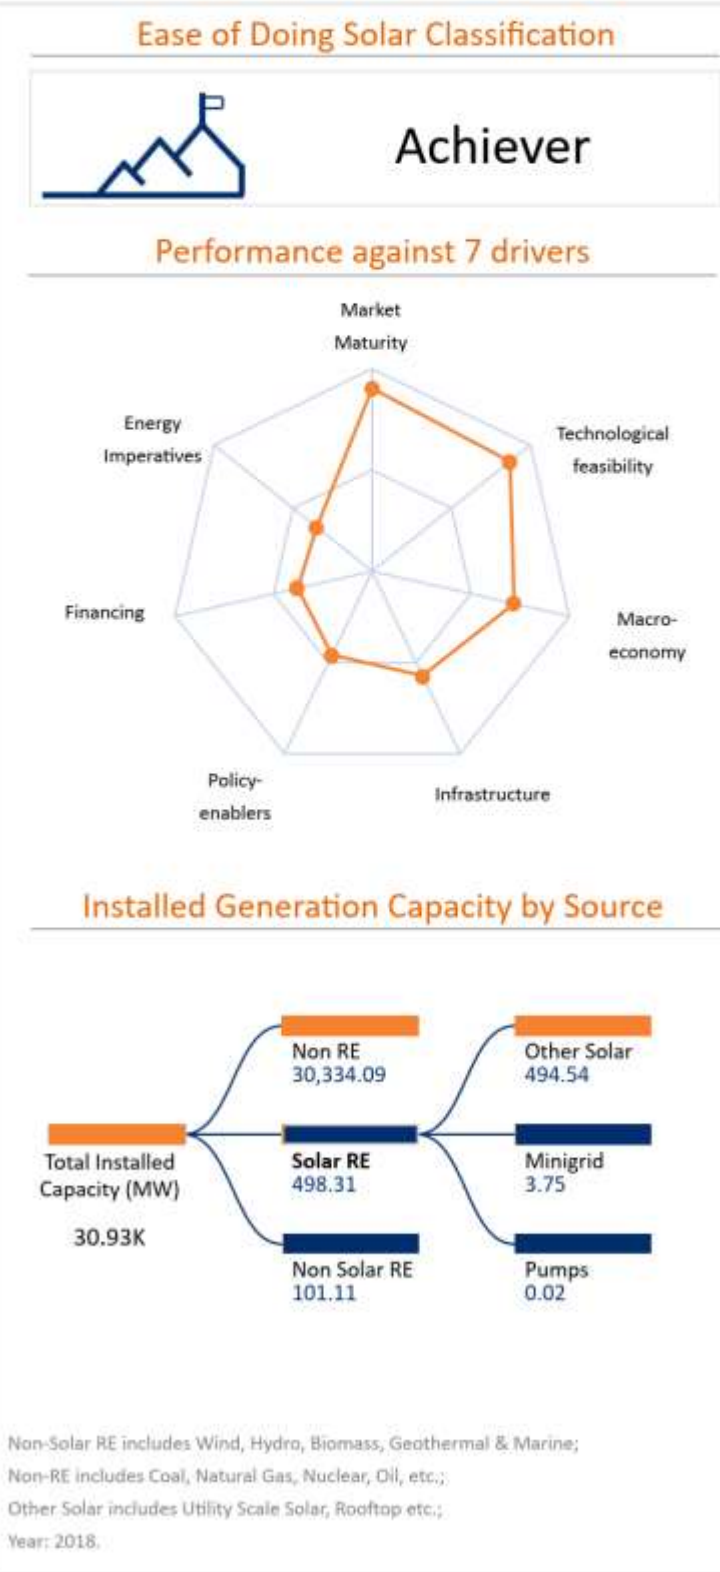 Ease of Doing Solar Classification
Achiever
Performance against 7 drivers
Market
Maturity
Energy
Imperatives
Technological
feasibility
Financing
Macro-
economy
Policy-
enablers
Infrastructure
Installed Generation Capacity by Source
Non RE
30,334.09
Other Solar
494.54
Total Installed
Capacity (MW)
30.93K
Solar RE
498.31
Minigrid
3.75
Non Solar RE
101.11
Pumps
0.02
Non-Solar RE includes Wind, Hydro, Biomass, Geothermal & Marine;
Non-RE includes Coal, Natural Gas, Nuclear, Oil, etc.;
Other Solar includes Utility Scale Solar, Rooftop etc.;
Year: 2018.